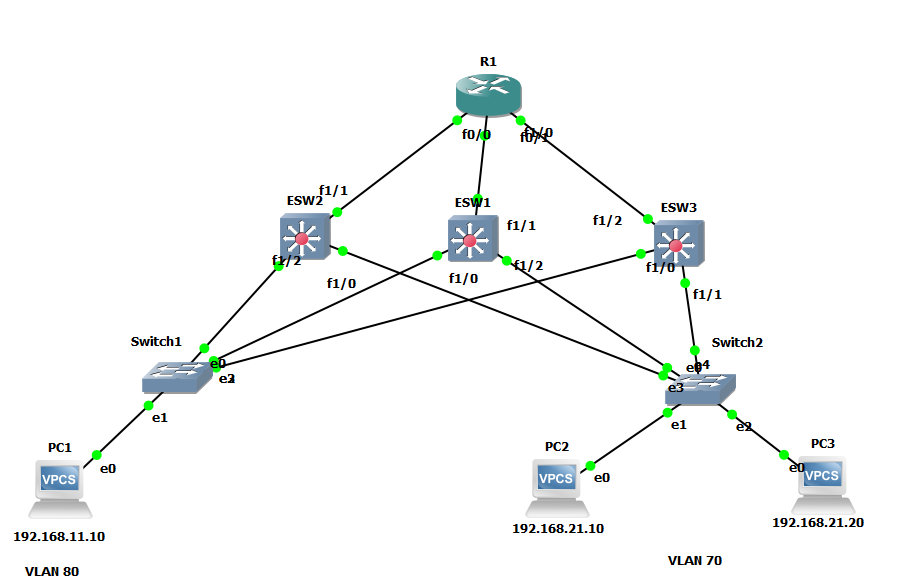 R1
f0/0
f1/0
f0/1
f1/1
ESW2
ESW1
ESW3
f1/1
f1/2
f1/2
f1/2
f1/0
f1/0
f1/0
f1/1
Switch1
Switch2
e0
e2
e4
e3
e1
e1
e2
PC1
PC2
PC3
e0
e0
e0
VPCS
VPCS
VPCS
192.168.11.10
192.168.21.10
192.168.21.20
VLAN 80
VLAN 70